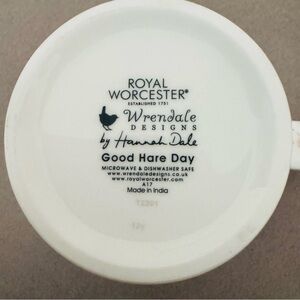 ROYAL
WORCESTER®
ESTABLISHED 1751
Wrendale
DESIGNS
by Hannah Dale
Good Hare Day
MICROWAVE & DISHWASHER SAFE
www.wrendaledesigns.co.uk
www.royalworcester.com
A17
Made in India